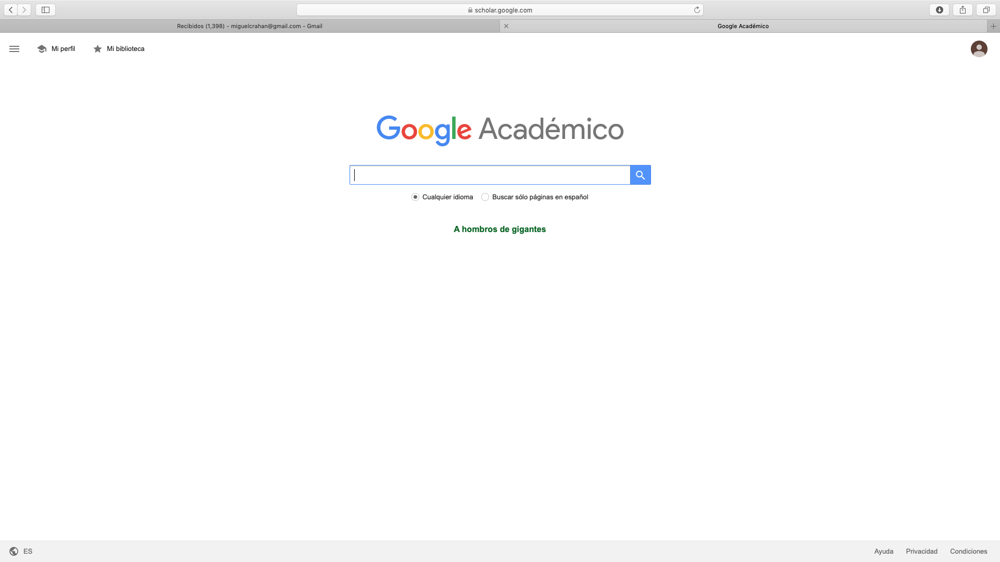 scholar.google.com
Recibidos (1,398) - miguelcrahan@gmail.com - Gmail
Google Académico
Mi perfil
Mi biblioteca
Google Académico
Cualquier idioma
Buscar sólo páginas en español
A hombros de gigantes
ES
Ayuda
Privacidad
Condiciones